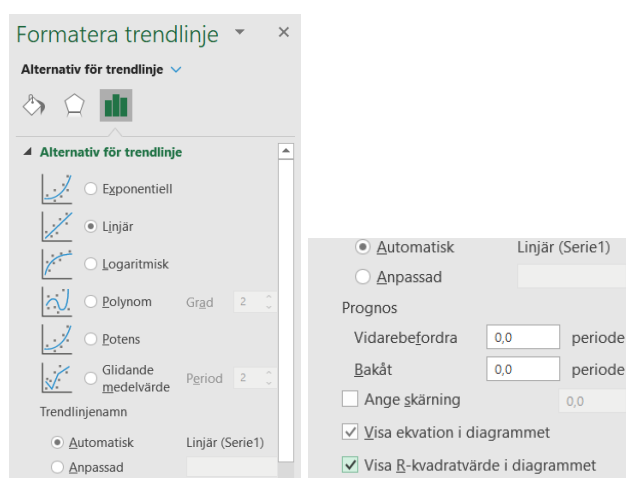 Formatera trendlinje
Alternativ för trendlinje
Alternativ för trendlinje
Exponentiell
Linjär
Logaritmisk
Polynom Grad 2
Potens
Glidande
medelvärde Period 2
Trendlinjenamn
Automatisk Linjär (Serie1)
Anpassad
Automatisk Linjär (Serie1)
Anpassad
Prognos
Vidarebefordra 0,0 periode
Bakåt 0,0 periode
Ange skärning 0,0
Visa ekvation i diagrammet
Visa R-kvadratvärde i diagrammet